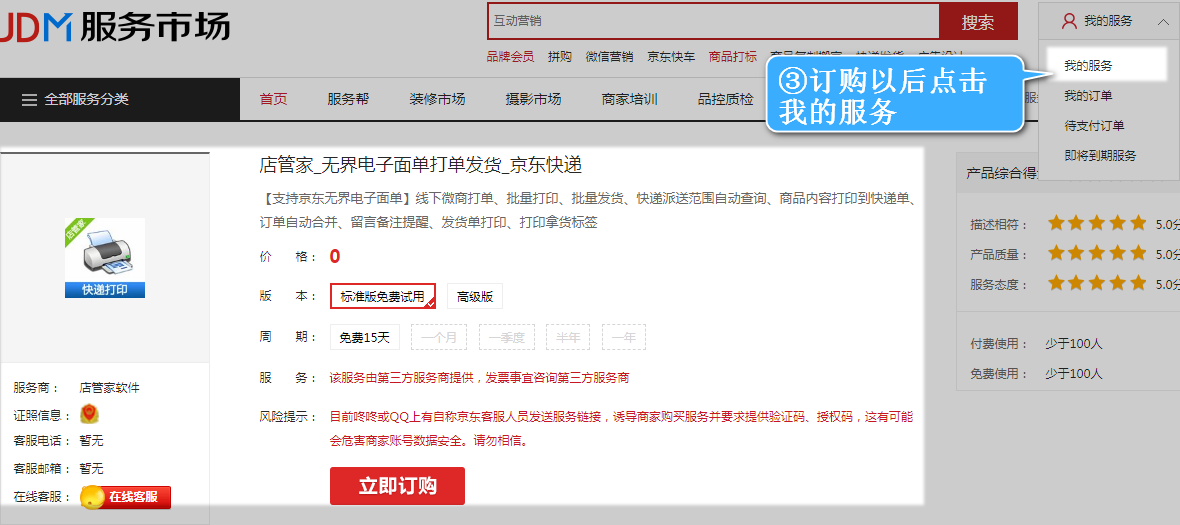 JDM 服务市场
互动营销
搜索
我的服务
品牌会员 拼购 微信营销 京东快车 商品打标
③订购以后点击
我的服务
我的服务
我的订单
待支付订单
即将到期服务
全部服务分类
首页 服务帮 装修市场 摄影市场 商家培训 品控质检
店管家
快递打印
服务商： 店管家软件
证照信息：
客服电话： 暂无
客服邮箱： 暂无
在线客服： 在线客服
店管家_无界电子面单打单发货_京东快递
【支持京东无界电子面单】线下微商打单、批量打印、批量发货、快递派送范围自动查询、商品内容打印到快递单、
订单自动合并、留言备注提醒、发货单打印、打印拿货标签
价 格： 0
版 本： 标准版免费试用 高级版
周 期： 免费15天 一个月 一季度 半年 一年
服 务： 该服务由第三方服务商提供，发票事宜咨询第三方服务商
风险提示： 目前咚咚或QQ上有自称京东客服人员发送服务链接，诱导商家购买服务并要求提供验证码、授权码，这有可能
会危害商家账号数据安全。请勿相信。
立即订购
产品综合得
描述相符： 5.0分
产品质量： 5.0分
服务态度： 5.0分
付费使用： 少于100人
免费使用： 少于100人